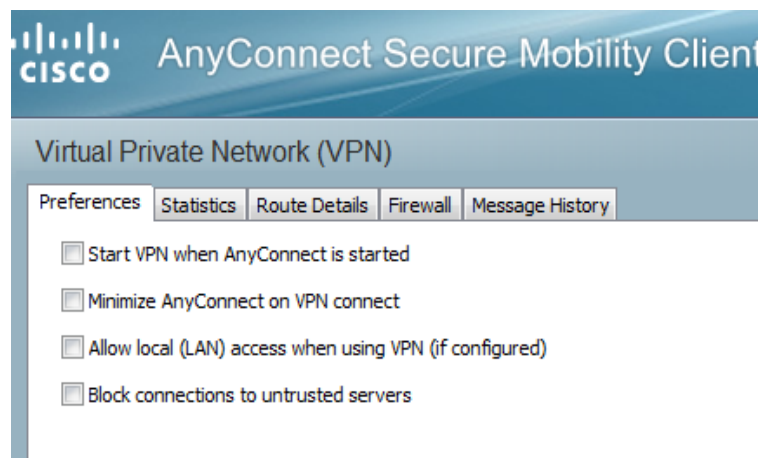 CISCO
AnyConnect Secure Mobility Client
Virtual Private Network (VPN)
Preferences Statistics Route Details Firewall Message History
Start VPN when AnyConnect is started
Minimize AnyConnect on VPN connect
Allow local (LAN) access when using VPN (if configured)
Block connections to untrusted servers